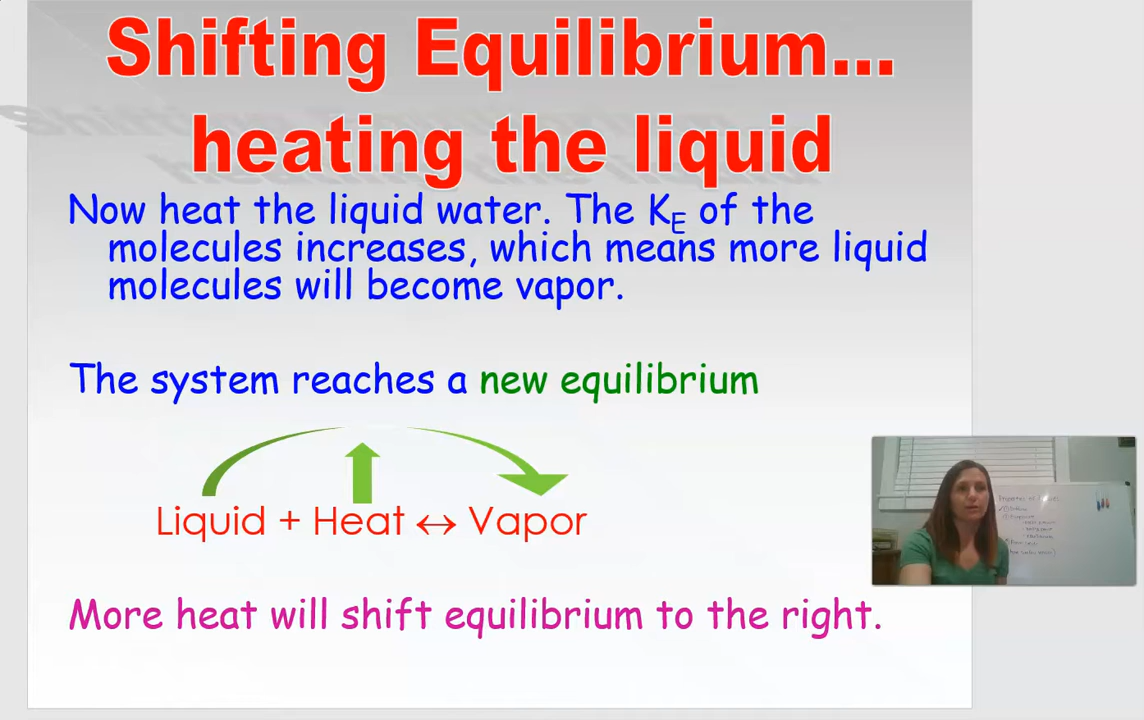 Shifting Equilibrium...
heating the liquid
Now heat the liquid water. The KE of the
molecules increases, which means more liquid
molecules will become vapor.
The system reaches a new equilibrium
Liquid + Heat ↔ Vapor
More heat will shift equilibrium to the right.